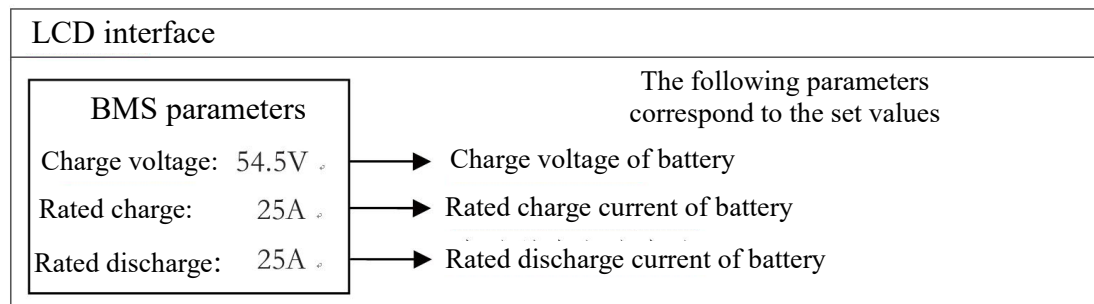 LCD interface
The following parameters
correspond to the set values
BMS parameters
Charge voltage: 54.5V
Charge voltage of battery
Rated charge: 25A
Rated charge current of battery
Rated discharge: 25A
Rated discharge current of battery